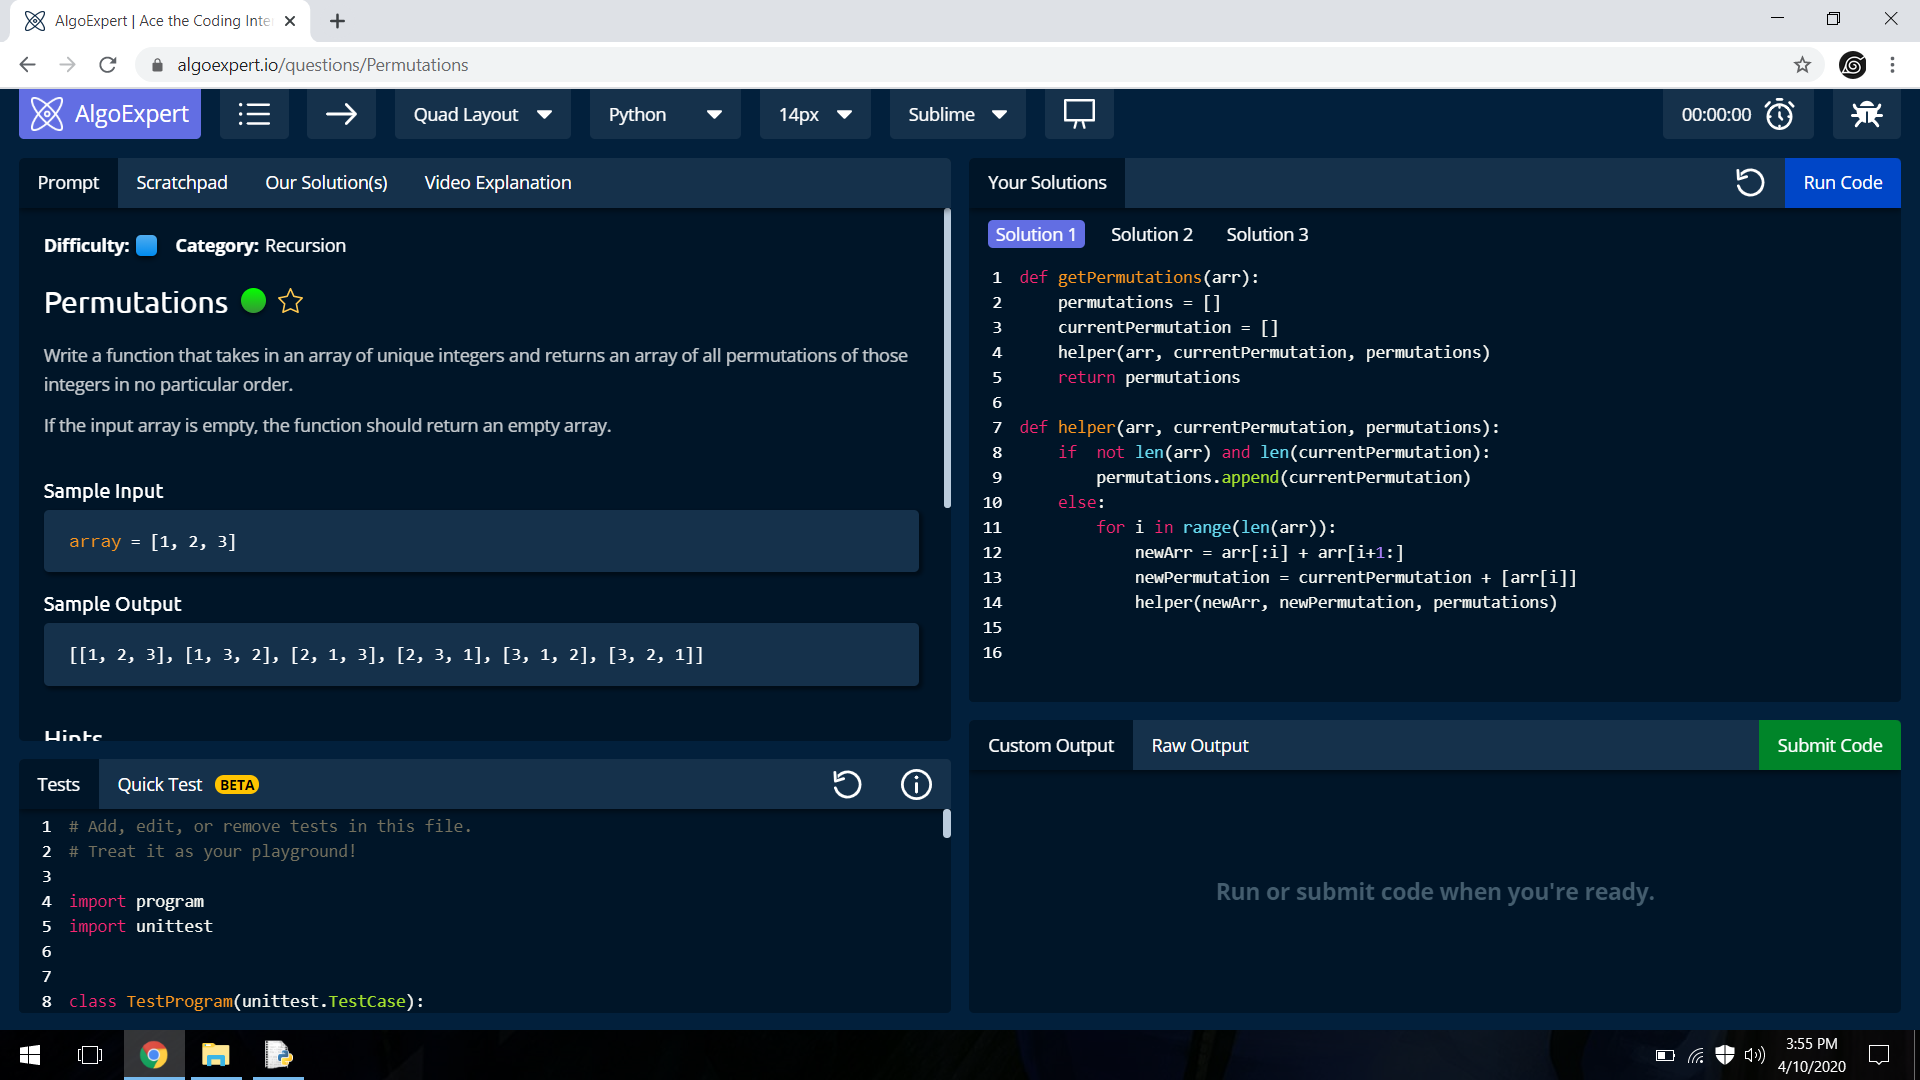 AlgoExpert | Ace the Coding Inte
algoexpert.io/questions/Permutations
AlgoExpert
Quad Layout
Python
14px
Sublime
00:00:00
Prompt
Scratchpad
Our Solution(s)
Video Explanation
Difficulty:
Category: Recursion
Permutations
Write a function that takes in an array of unique integers and returns an array of all permutations of those
integers in no particular order.
If the input array is empty, the function should return an empty array.
Sample Input
array = [1, 2, 3]
Sample Output
[[1, 2, 3], [1, 3, 2], [2, 1, 3], [2, 3, 1], [3, 1, 2], [3, 2, 1]]
Hints
Tests
Quick Test BETA
1 # Add, edit, or remove tests in this file.
2 # Treat it as your playground!
3
4 import program
5 import unittest
6
7
8 class TestProgram(unittest.TestCase):
Your Solutions
Run Code
Solution 1
Solution 2
Solution 3
1 def getPermutations(arr):
2     permutations = []
3     currentPermutation = []
4     helper(arr, currentPermutation, permutations)
5     return permutations
6
7 def helper(arr, currentPermutation, permutations):
8     if  not len(arr) and len(currentPermutation):
9         permutations.append(currentPermutation)
10     else:
11         for i in range(len(arr)):
12             newArr = arr[:i] + arr[i+1:]
13             newPermutation = currentPermutation + [arr[i]]
14             helper(newArr, newPermutation, permutations)
15
16
Custom Output
Raw Output
Submit Code
Run or submit code when you're ready.
3:55 PM
4/10/2020